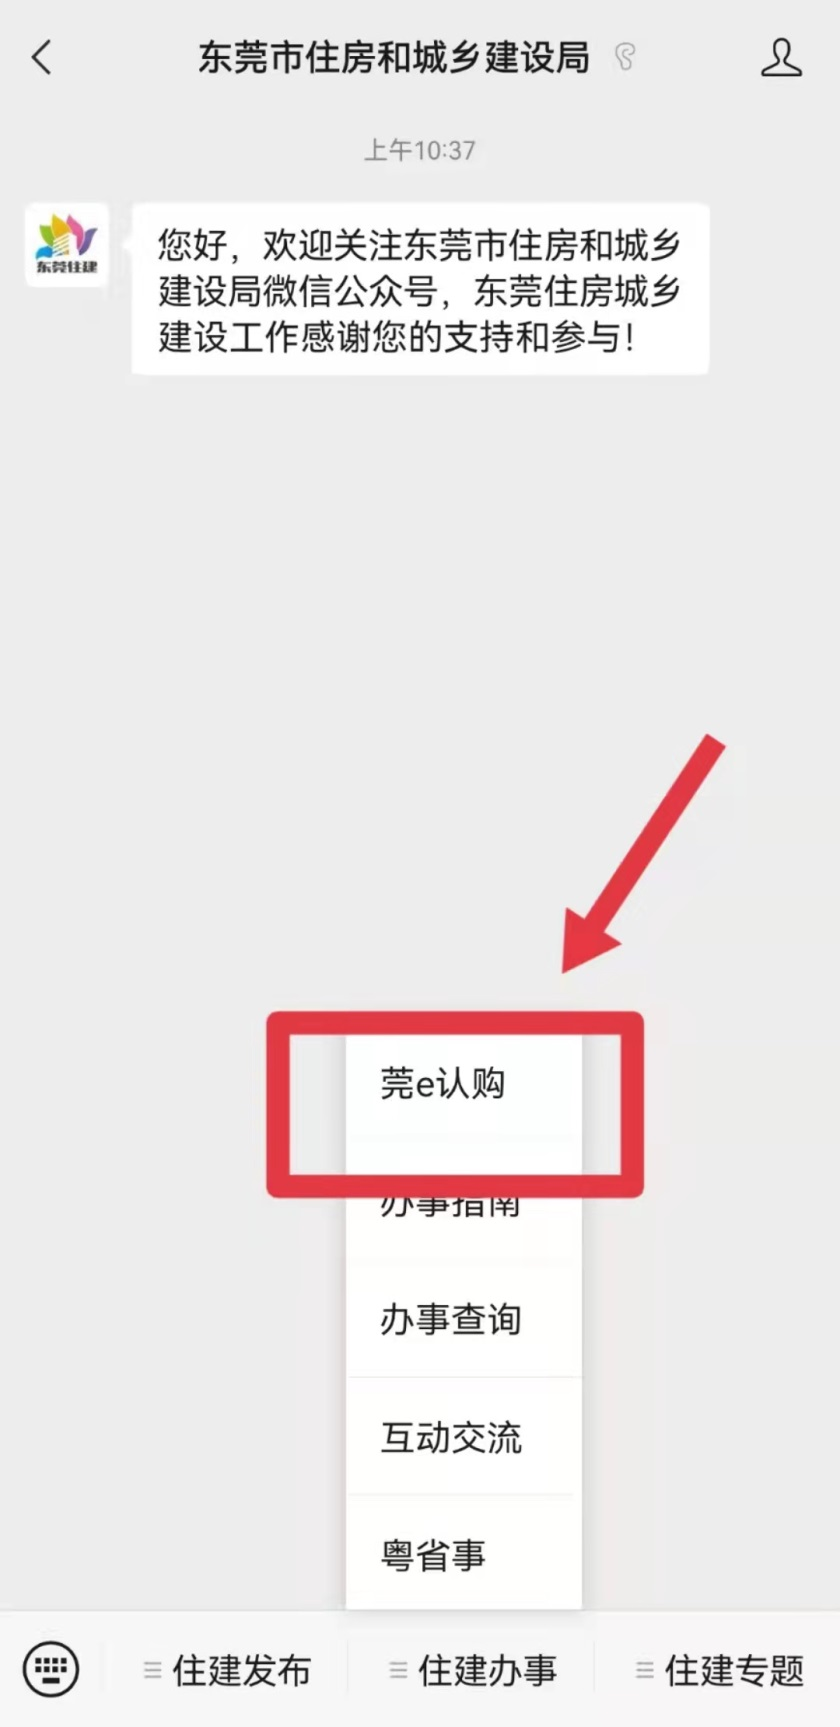 东莞市住房和城乡建设局
上午10:37
东莞住建
您好，欢迎关注东莞市住房和城乡
建设局微信公众号，东莞住房城乡
建设工作感谢您的支持和参与！
莞e认购
办事指南
办事查询
互动交流
粤省事
住建发布
住建办事
住建专题